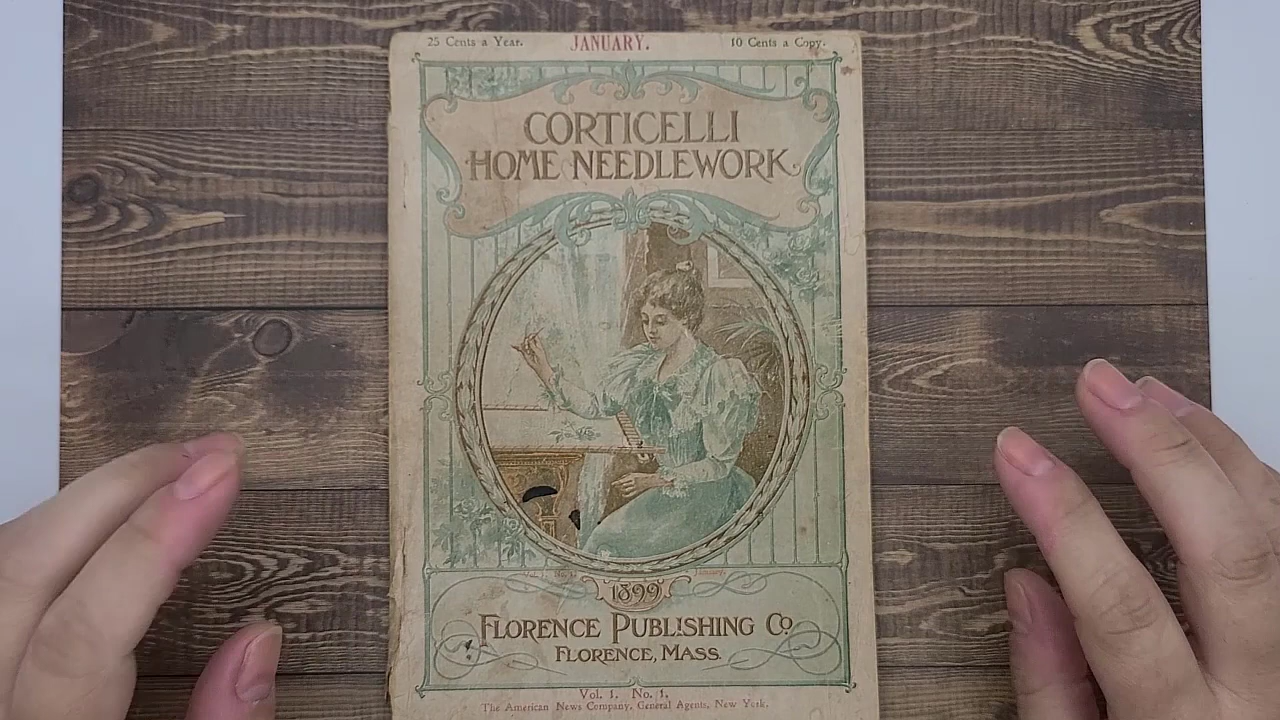 25 Cents a Year. JANUARY. 10 Cents a Copy.
CORTICELLI
HOME NEEDLEWORK
1899
FLORENCE PUBLISHING CO.
FLORENCE, MASS.
Vol. 1. No. 1.
The American News Company, General Agents, New York.